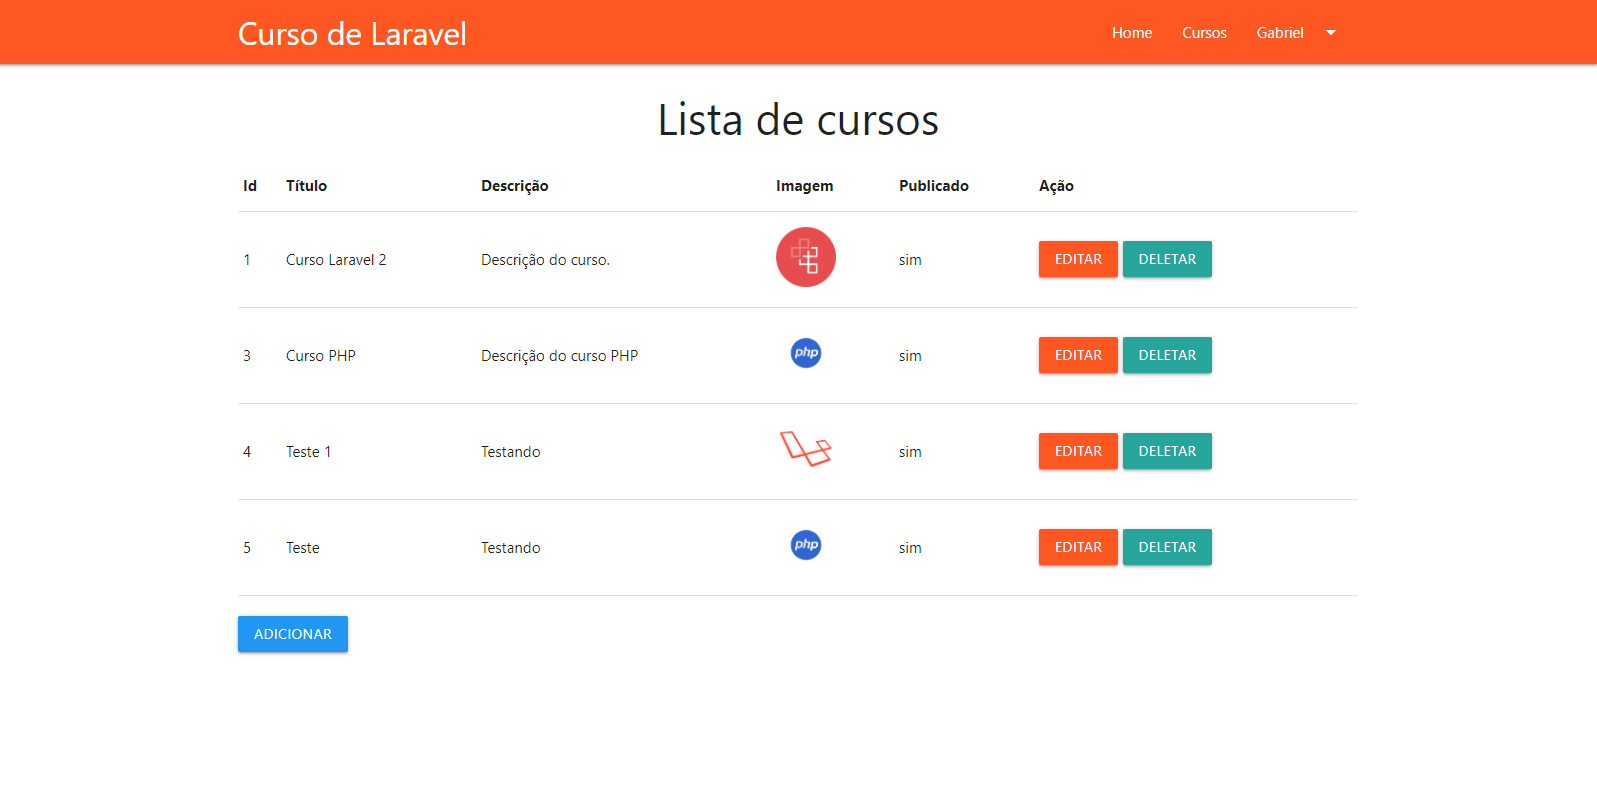 Curso de Laravel Home Cursos Gabriel
Lista de cursos
Id Título Descrição Imagem Publicado Ação
1 Curso Laravel 2 Descrição do curso. sim EDITAR DELETAR
3 Curso PHP Descrição do curso PHP php sim EDITAR DELETAR
4 Teste 1 Testando sim EDITAR DELETAR
5 Teste Testando php sim EDITAR DELETAR
ADICIONAR